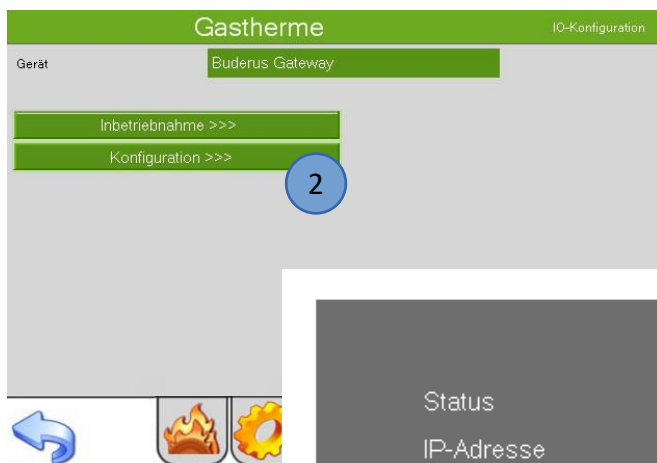 Gastherme
IO-Konfiguration
Gerät
Buderus Gateway
Inbetriebnahme >>>
Konfiguration >>>
2
Status
IP-Adresse